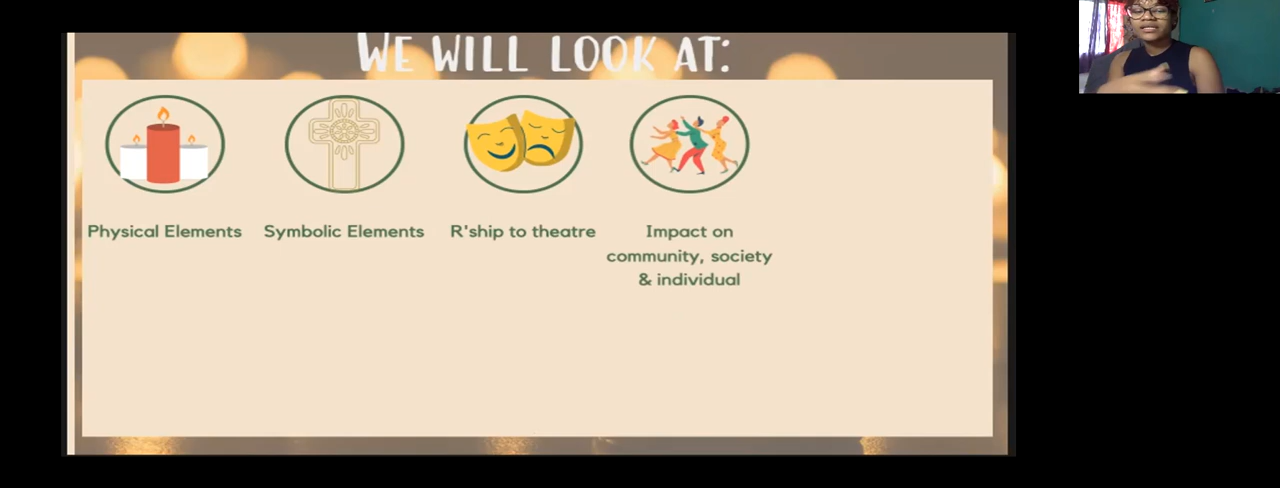 WE WILL LOOK AT:
Physical Elements
Symbolic Elements
R'ship to theatre
Impact on
community, society
& individual